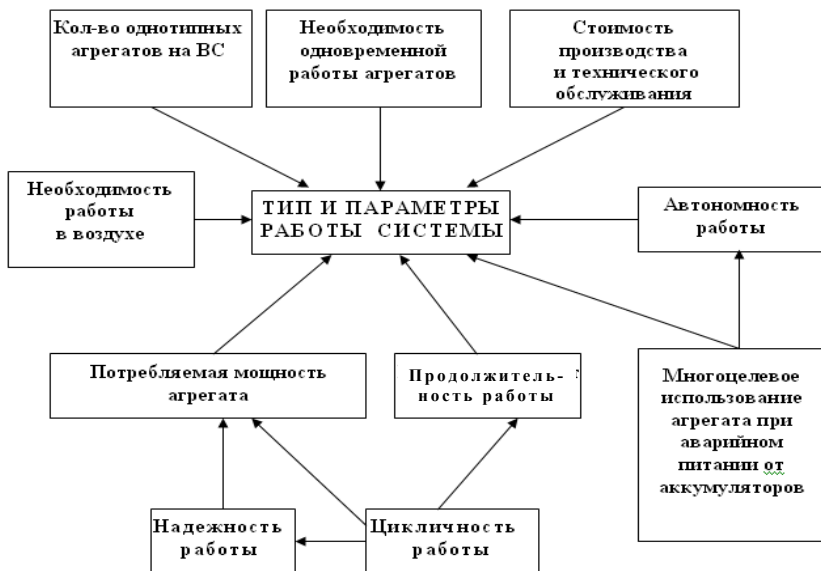 Кол-во однотипных
агрегатов на ВС
Необходимость
одновременной
работы агрегатов
Стоимость
производства
и технического
обслуживания
Необходимость
работы
в воздухе
ТИП И ПАРАМЕТРЫ
РАБОТЫ СИСТЕМЫ
Автономность
работы
Потребляемая мощность
агрегата
Продолжитель-
ность работы
Многоцелевое
использование
агрегата при
аварийном
питании от
аккумуляторов
Надежность
работы
Цикличность
работы